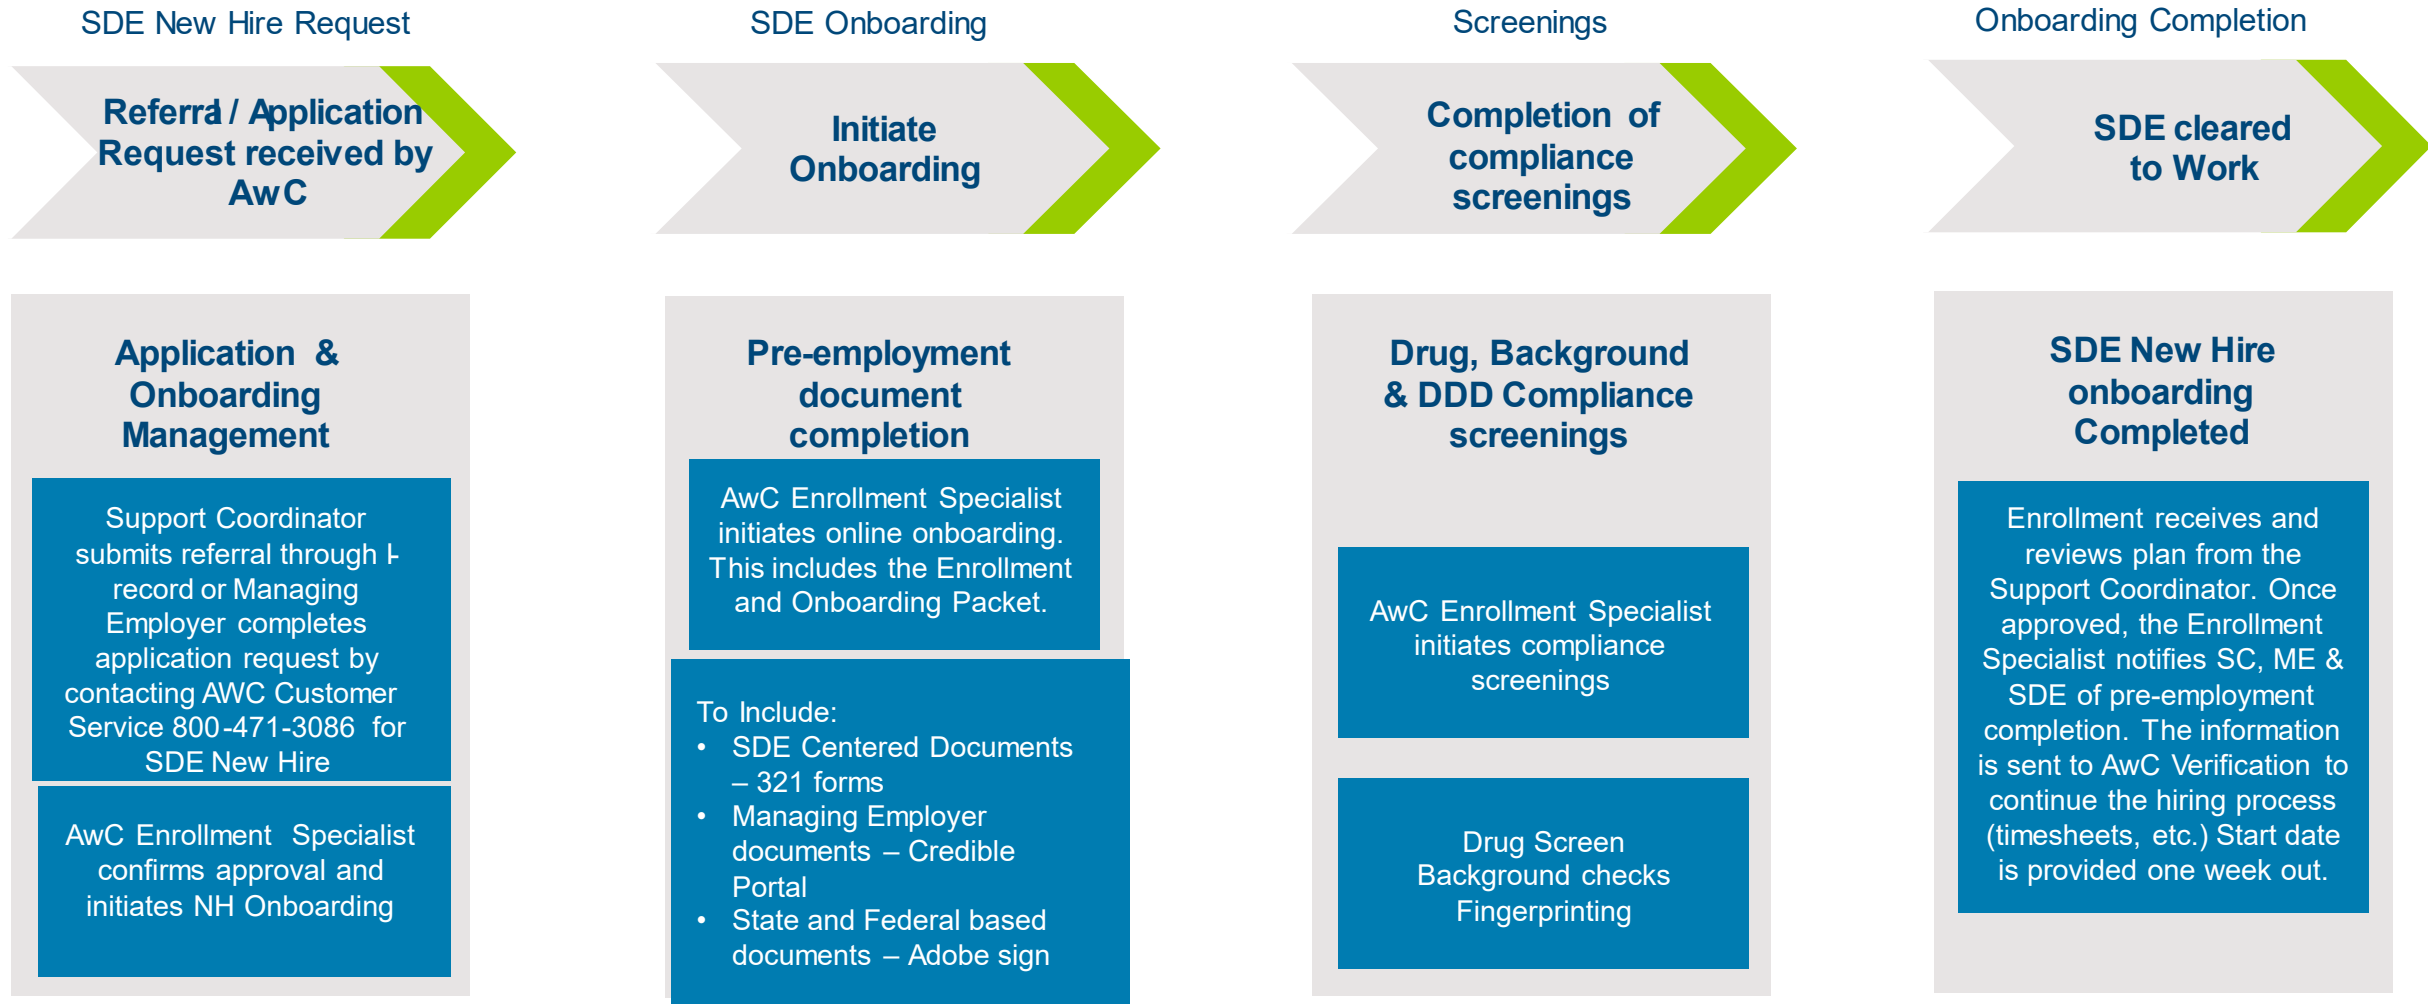 SDE New Hire Request
Referral / Application
Request received by
AwC
Application &
Onboarding
Management
Support Coordinator
submits referral through I-
record or Managing
Employer completes
application request by
contacting AWC Customer
Service 800-471-3086 for
SDE New Hire
AwC Enrollment Specialist
confirms approval and
initiates NH Onboarding
SDE Onboarding
Initiate
Onboarding
Pre-employment
document
completion
AwC Enrollment Specialist
initiates online onboarding.
This includes the Enrollment
and Onboarding Packet.
To Include:
• SDE Centered Documents
– 321 forms
• Managing Employer
documents – Credible
Portal
• State and Federal based
documents – Adobe sign
Screenings
Completion of
compliance
screenings
Drug, Background
& DDD Compliance
screenings
AwC Enrollment Specialist
initiates compliance
screenings
Drug Screen
Background checks
Fingerprinting
Onboarding Completion
SDE cleared
to Work
SDE New Hire
onboarding
Completed
Enrollment receives and
reviews plan from the
Support Coordinator. Once
approved, the Enrollment
Specialist notifies SC, ME &
SDE of pre-employment
completion. The information
is sent to AwC Verification to
continue the hiring process
(timesheets, etc.) Start date
is provided one week out.